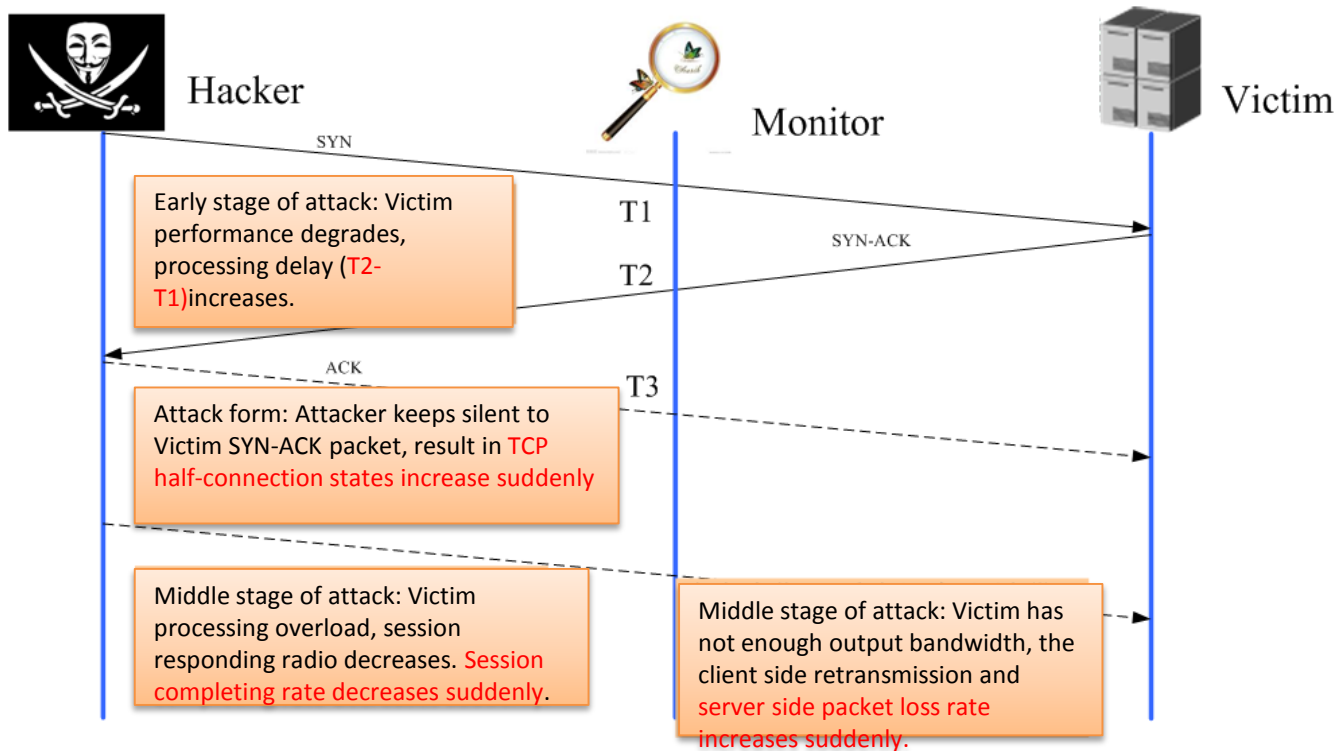 Hacker
Monitor
Victim
SYN
Early stage of attack: Victim
performance degrades,
processing delay (T2-
T1)increases.
T1
SYN-ACK
T2
ACK
T3
Attack form: Attacker keeps silent to
Victim SYN-ACK packet, result in TCP
half-connection states increase suddenly
Middle stage of attack: Victim
processing overload, session
responding radio decreases. Session
completing rate decreases suddenly.
Middle stage of attack: Victim has
not enough output bandwidth, the
client side retransmission and
server side packet loss rate
increases suddenly.